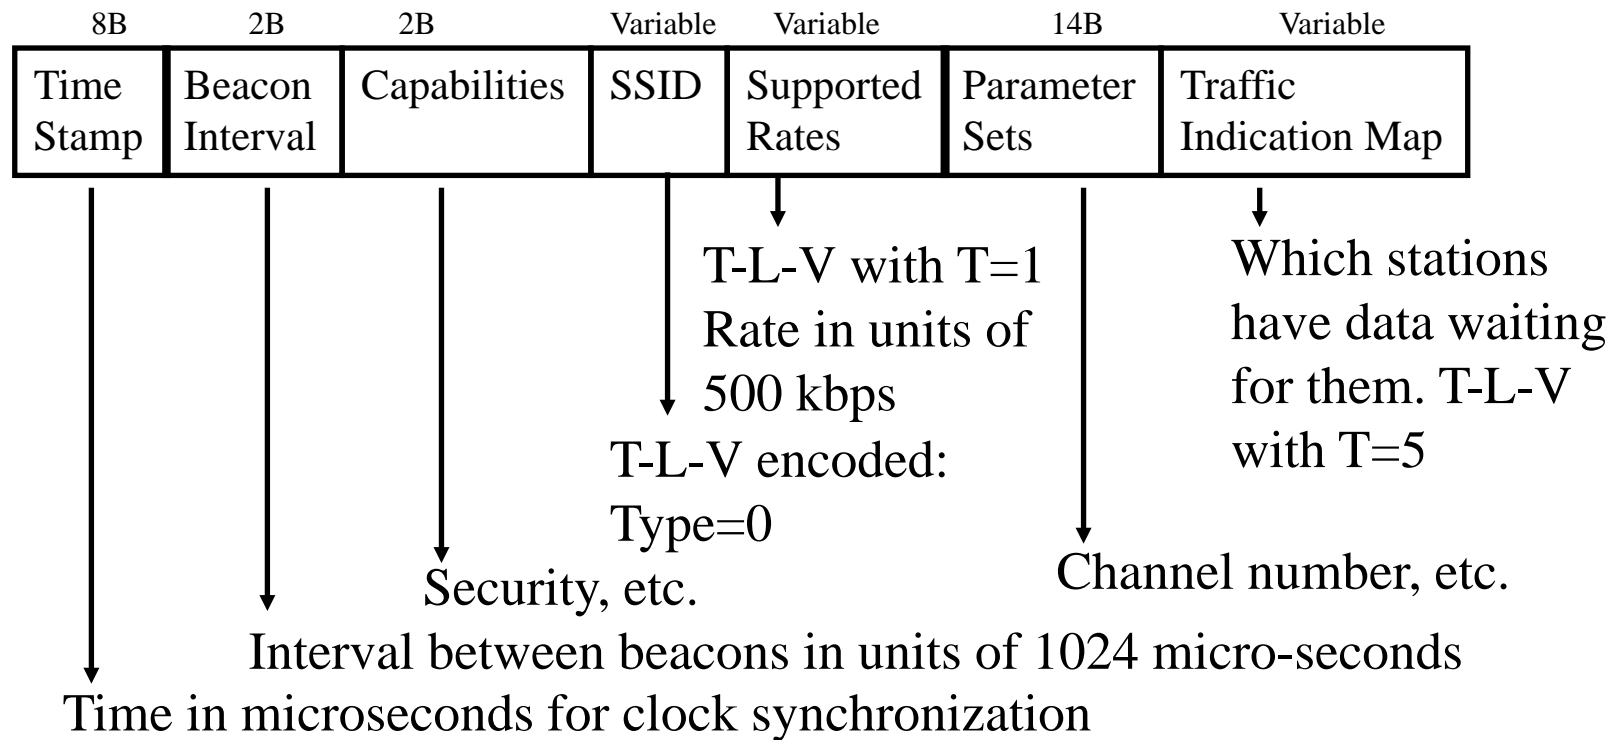 8B 2B 2B Variable Variable 14B Variable
Time Stamp
Beacon Interval
Capabilities
SSID
Supported Rates
Parameter Sets
Traffic Indication Map
T-L-V with T=1
Rate in units of
500 kbps
Which stations
have data waiting
for them. T-L-V
with T=5
T-L-V encoded:
Type=0
Security, etc.
Channel number, etc.
Interval between beacons in units of 1024 micro-seconds
Time in microseconds for clock synchronization